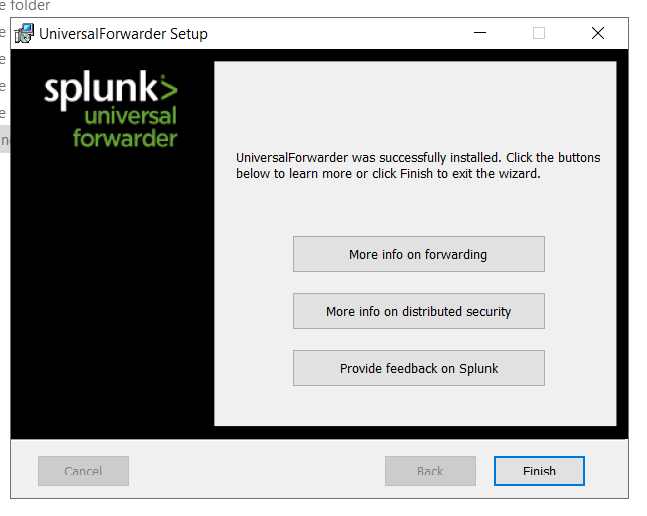 e folder
UniversalForwarder Setup
splunk>
universal
forwarder
UniversalForwarder was successfully installed. Click the buttons
below to learn more or click Finish to exit the wizard.
More info on forwarding
More info on distributed security
Provide feedback on Splunk
Cancel
Back
Finish